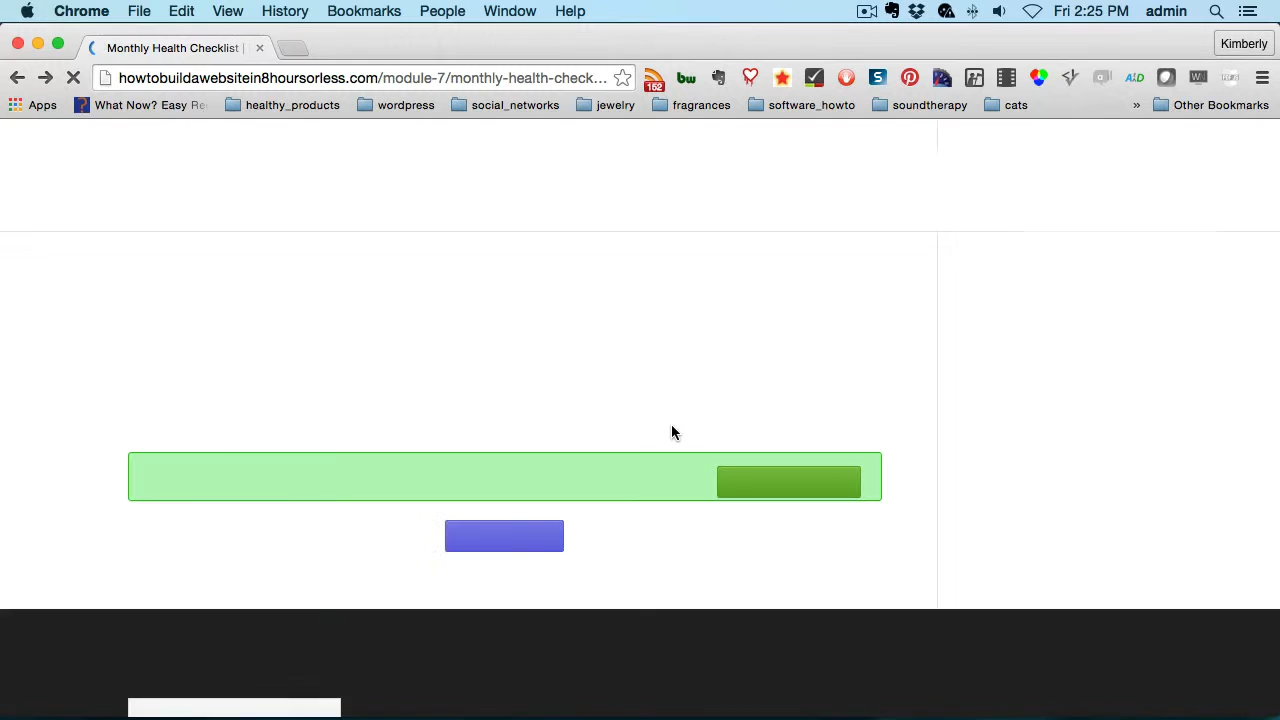 Chrome File Edit View History Bookmarks People Window Help Fri 2:25 PM admin
Monthly Health Checklist | Kimberly
howtobuildawebsitein8hoursorless.com/module-7/monthly-health-check... 152 bw S A|D W
Apps What Now? Easy Re healthy_products wordpress social_networks jewelry fragran software_howto soundtherapy cats » Other Bookmarks